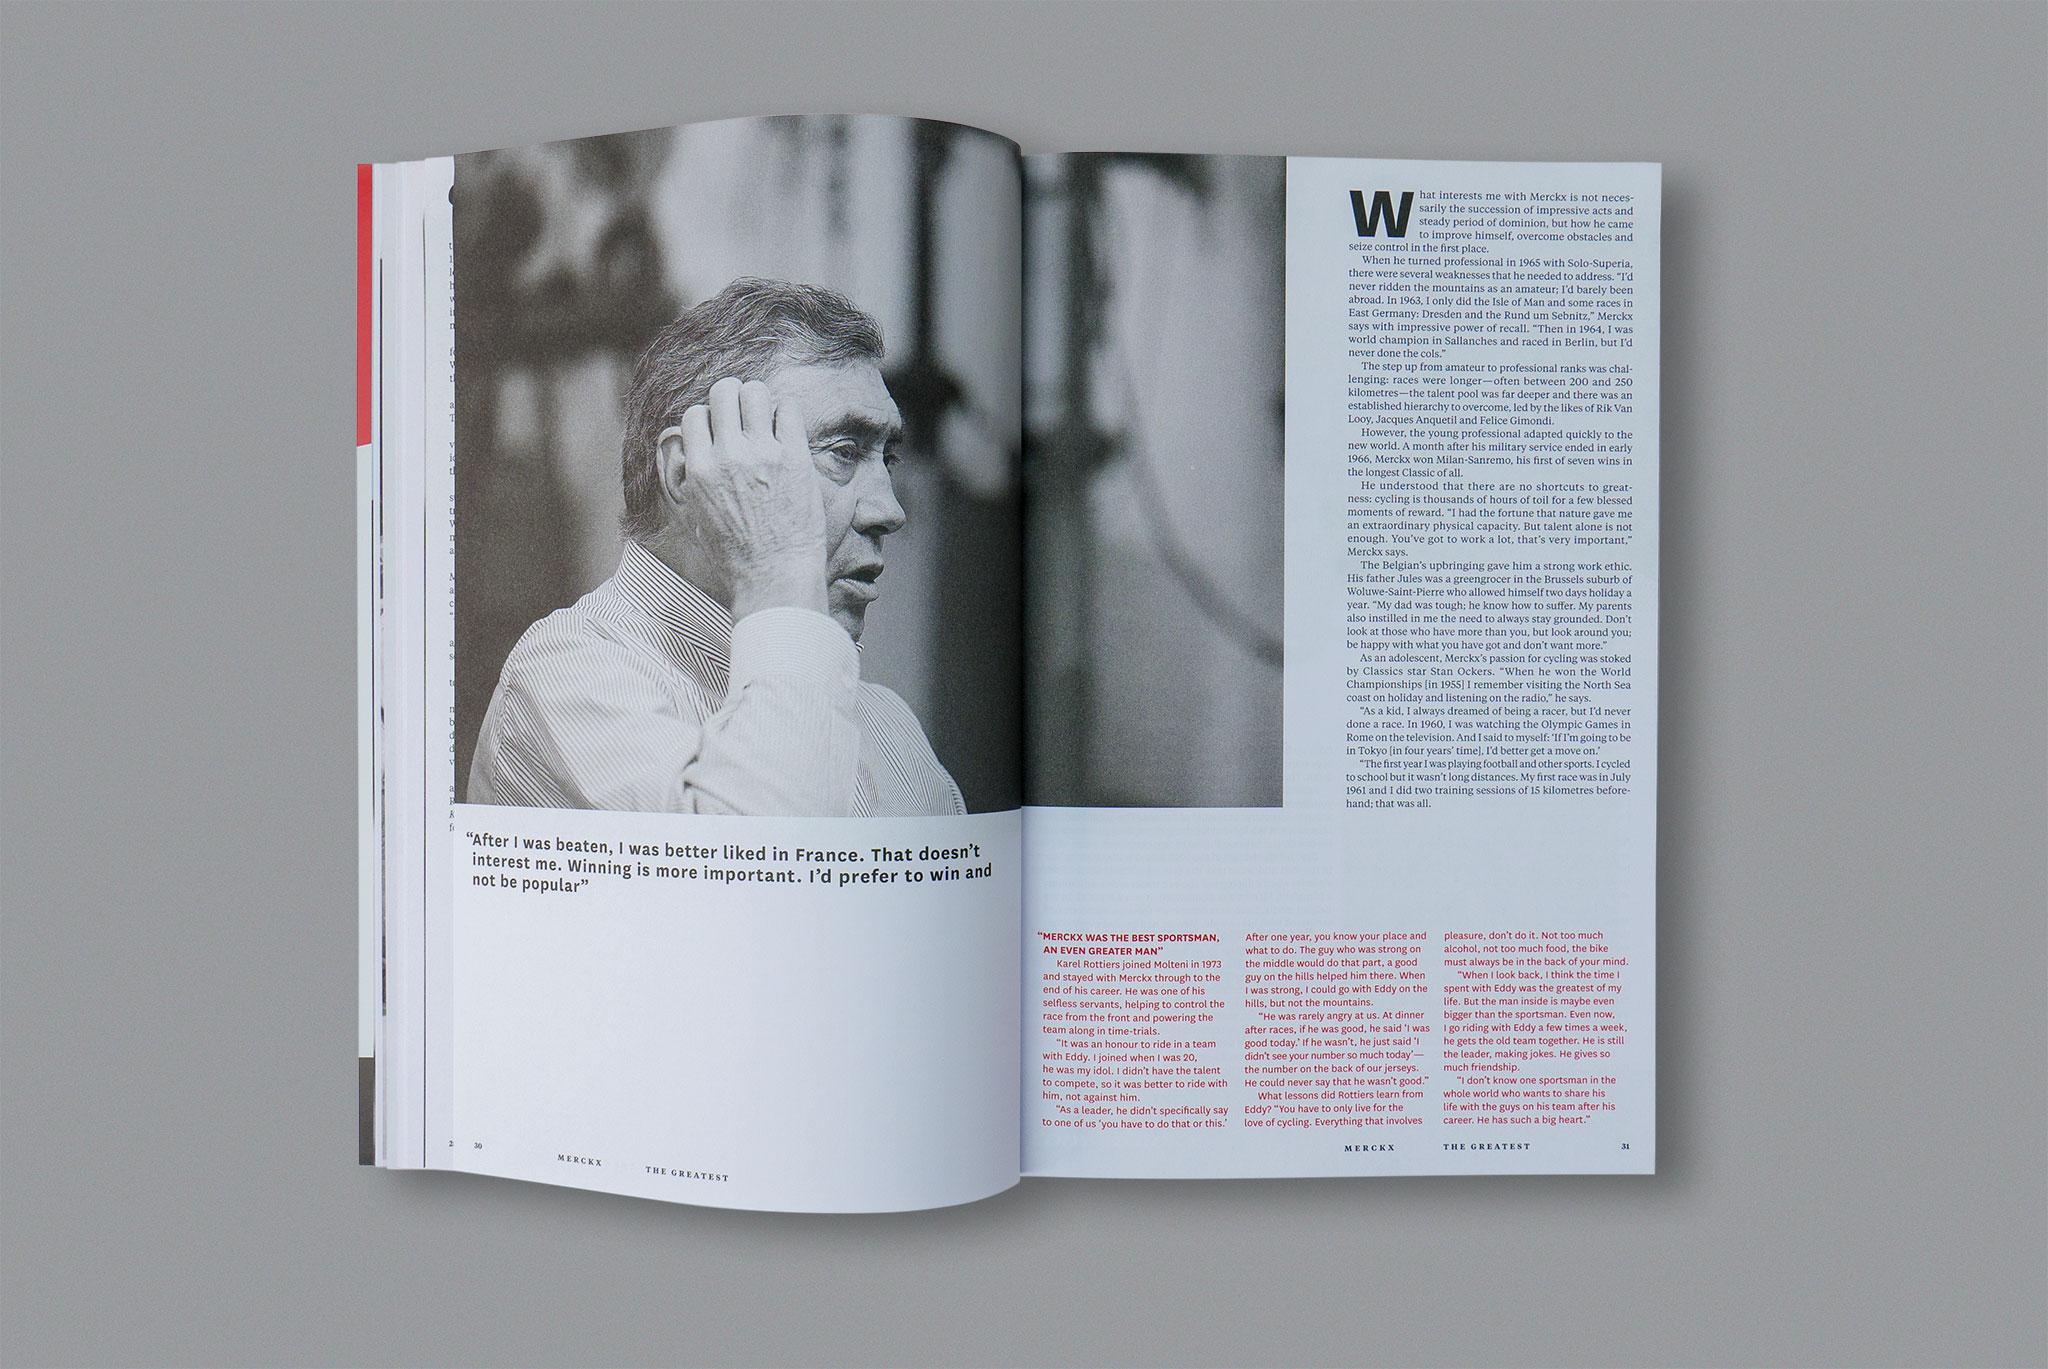 “After I was beaten, I was better liked in France. That doesn’t
interest me. Winning is more important. I’d prefer to win and
not be popular”
30
MERCKX
THE GREATEST
What interests me with Merckx is not neces-
sarily the succession of impressive acts and
steady period of dominion, but how he came
to improve himself, overcome obstacles and
seize control in the first place.
When he turned professional in 1965 with Solo-Superia,
there were several weaknesses that he needed to address. “I’d
never ridden the mountains as an amateur; I’d barely been
abroad. In 1963, I only did the Isle of Man and some races in
East Germany: Dresden and the Rund um Sebnitz,” Merckx
says with impressive power of recall. “Then in 1964, I was
world champion in Sallanches and raced in Berlin, but I’d
never done the cols.”
The step up from amateur to professional ranks was chal-
lenging: races were longer—often between 200 and 250
kilometres—the talent pool was far deeper and there was an
established hierarchy to overcome, led by the likes of Rik Van
Looy, Jacques Anquetil and Felice Gimondi.
However, the young professional adapted quickly to the
new world. A month after his military service ended in early
1966, Merckx won Milan-Sanremo, his first of seven wins in
the longest Classic of all.
He understood that there are no shortcuts to great-
ness: cycling is thousands of hours of toil for a few blessed
moments of reward. “I had the fortune that nature gave me
an extraordinary physical capacity. But talent alone is not
enough. You’ve got to work a lot, that’s very important,”
Merckx says.
The Belgian’s upbringing gave him a strong work ethic.
His father Jules was a greengrocer in the Brussels suburb of
Woluwe-Saint-Pierre who allowed himself two days holiday a
year. “My dad was tough; he know how to suffer. My parents
also instilled in me the need to always stay grounded. Don’t
look at those who have more than you, but look around you;
be happy with what you have got and don’t want more.”
As an adolescent, Merckx’s passion for cycling was stoked
by Classics star Stan Ockers. “When he won the World
Championships [in 1955] I remember visiting the North Sea
coast on holiday and listening on the radio,” he says.
“As a kid, I always dreamed of being a racer, but I’d never
done a race. In 1960, I was watching the Olympic Games in
Rome on the television. And I said to myself: ‘If I’m going to be
in Tokyo [in four years’ time], I’d better get a move on.’
“The first year I was playing football and other sports. I cycled
to school but it wasn’t long distances. My first race was in July
1961 and I did two training sessions of 15 kilometres before-
hand; that was all.
“MERCKX WAS THE BEST SPORTSMAN,
AN EVEN GREATER MAN”
Karel Rottiers joined Molteni in 1973
and stayed with Merckx through to the
end of his career. He was one of his
selfless servants, helping to control the
race from the front and powering the
team along in time-trials.
“It was an honour to ride in a team
with Eddy. I joined when I was 20,
he was my idol. I didn’t have the talent
to compete, so it was better to ride with
him, not against him.
“As a leader, he didn’t specifically say
to one of us ‘you have to do that or this.’
After one year, you know your place and
what to do. The guy who was strong on
the middle would do that part, a good
guy on the hills helped him there. When
I was strong, I could go with Eddy on the
hills, but not the mountains.
“He was rarely angry at us. At dinner
after races, if he was good, he said ‘I was
good today.’ If he wasn’t, he just said ‘I
didn’t see your number so much today’—
the number on the back of our jerseys.
He could never say that he wasn’t good.”
What lessons did Rottiers learn from
Eddy? “You have to only live for the
love of cycling. Everything that involves
pleasure, don’t do it. Not too much
alcohol, not too much food, the bike
must always be in the back of your mind.
“When I look back, I think the time I
spent with Eddy was the greatest of my
life. But the man inside is maybe even
bigger than the sportsman. Even now,
I go riding with Eddy a few times a week,
he gets the old team together. He is still
the leader, making jokes. He gives so
much friendship.
“I don’t know one sportsman in the
whole world who wants to share his
life with the guys on his team after his
career. He has such a big heart.”
MERCKX
THE GREATEST
31